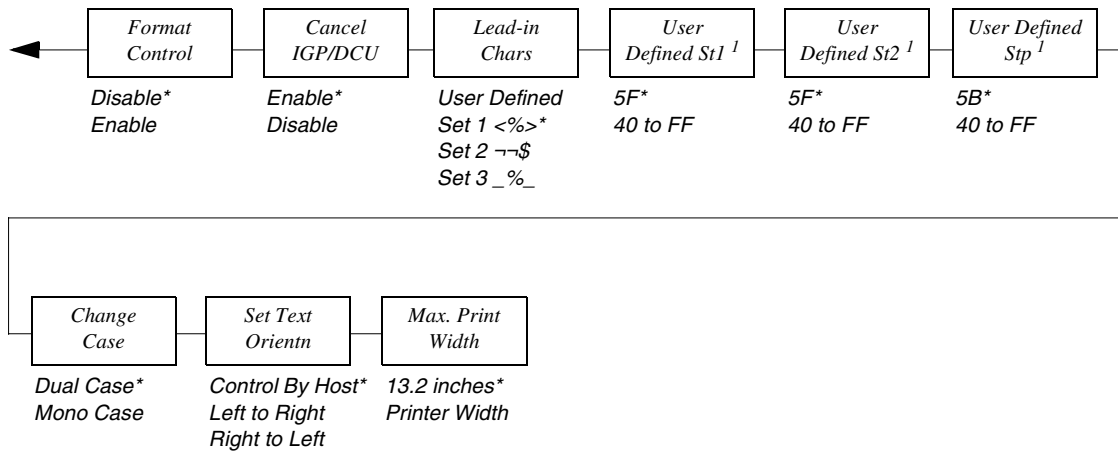 Format
Control
Disable*
Enable
Cancel
IGP/DCU
Enable*
Disable
Lead-in
Chars
User Defined
Set 1 <%>*
Set 2 ¬¬$
Set 3 _%_
User
Defined St1 1
5F*
40 to FF
User
Defined St2 1
5F*
40 to FF
User Defined
Stp 1
5B*
40 to FF
Change
Case
Dual Case*
Mono Case
Set Text
Orientn
Control By Host*
Left to Right
Right to Left
Max. Print
Width
13.2 inches*
Printer Width